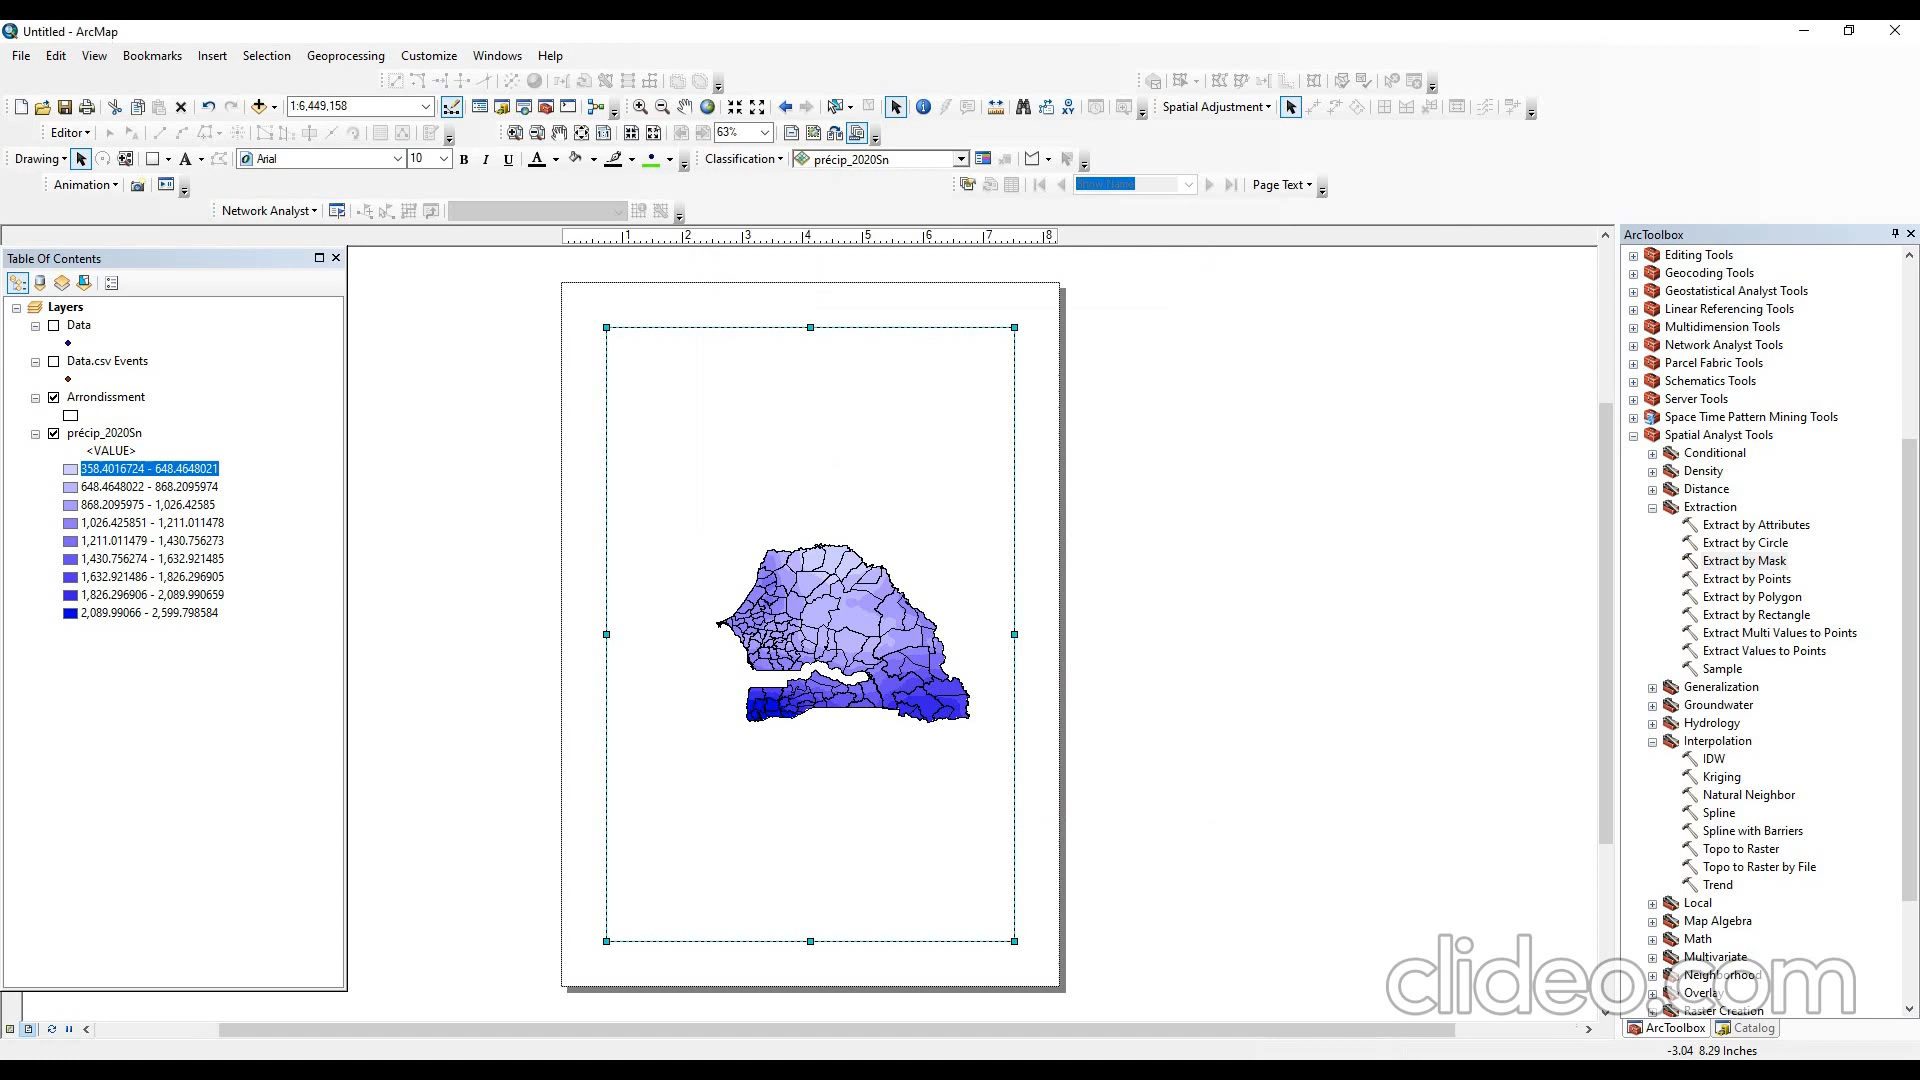 Untitled - ArcMap
File Edit View Bookmarks Insert Selection Geoprocessing Customize Windows Help
1:6,449,158
Spatial Adjustment
Editor
63%
Drawing
A
Arial
10
B I U A
Classification
précip_2020Sn
Animation
Show Name
Page Text
Network Analyst
1 2 3 4 5 6 7 8
Table Of Contents
Layers
Data
Data.csv Events
Arrondissment
précip_2020Sn
<VALUE>
358.4016724 - 648.4648021
648.4648022 - 868.2095974
868.2095975 - 1,026.42585
1,026.425851 - 1,211.011478
1,211.011479 - 1,430.756273
1,430.756274 - 1,632.921485
1,632.921486 - 1,826.296905
1,826.296906 - 2,089.990659
2,089.99066 - 2,599.798584
ArcToolbox
Editing Tools
Geocoding Tools
Geostatistical Analyst Tools
Linear Referencing Tools
Multidimension Tools
Network Analyst Tools
Parcel Fabric Tools
Schematics Tools
Server Tools
Space Time Pattern Mining Tools
Spatial Analyst Tools
Conditional
Density
Distance
Extraction
Extract by Attributes
Extract by Circle
Extract by Mask
Extract by Points
Extract by Polygon
Extract by Rectangle
Extract Multi Values to Points
Extract Values to Points
Sample
Generalization
Groundwater
Hydrology
Interpolation
IDW
Kriging
Natural Neighbor
Spline
Spline with Barriers
Topo to Raster
Topo to Raster by File
Trend
Local
Map Algebra
Math
Multivariate
Neighborhood
Overlay
Raster Creation
ArcToolbox Catalog
-3.04 8.29 Inches
clideo.com